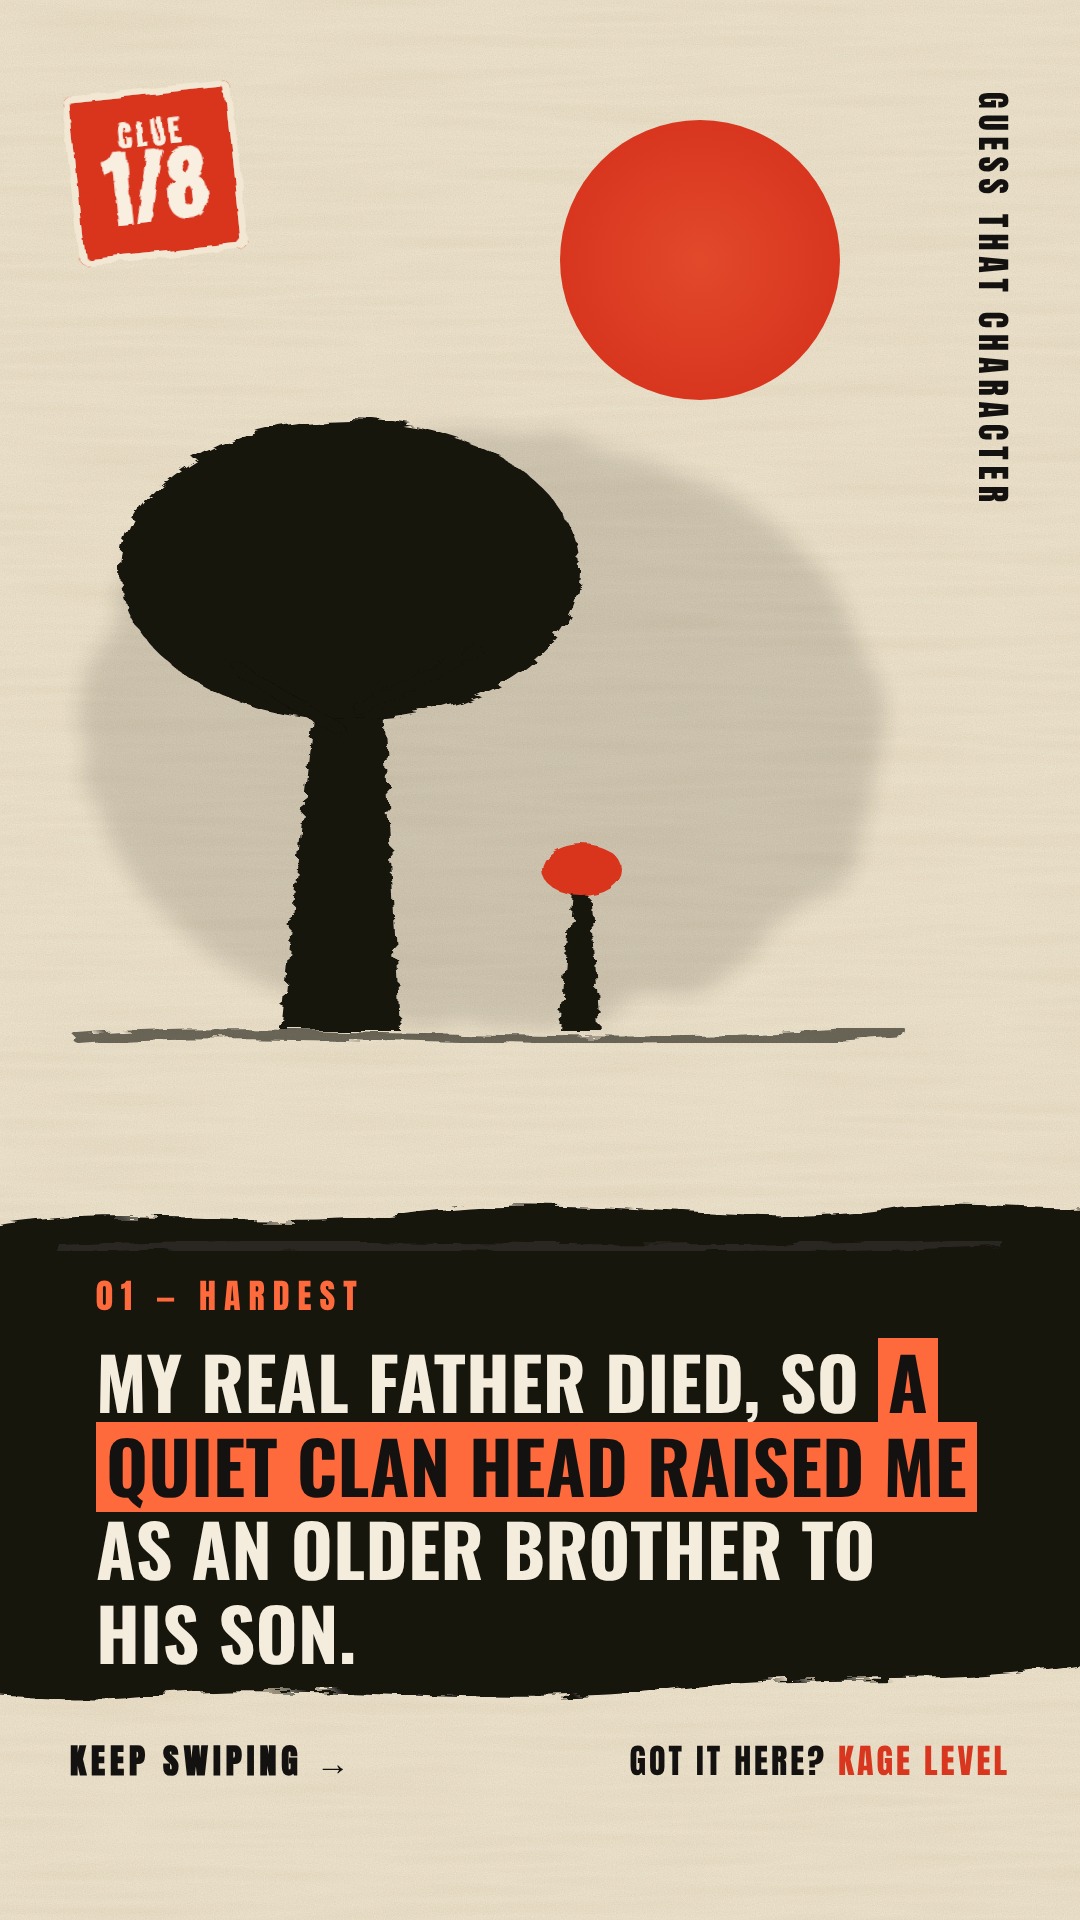 CLUE
1/8
GUESS THAT CHARACTER
01 – HARDEST
MY REAL FATHER DIED, SO A
QUIET CLAN HEAD RAISED ME
AS AN OLDER BROTHER TO
HIS SON.
KEEP SWIPING →
GOT IT HERE? KAGE LEVEL